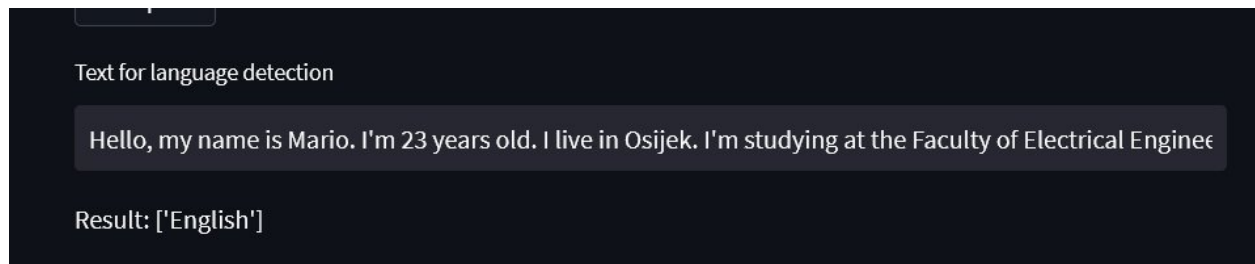 Text for language detection
Hello, my name is Mario. I'm 23 years old. I live in Osijek. I'm studying at the Faculty of Electrical
Result: ['English']